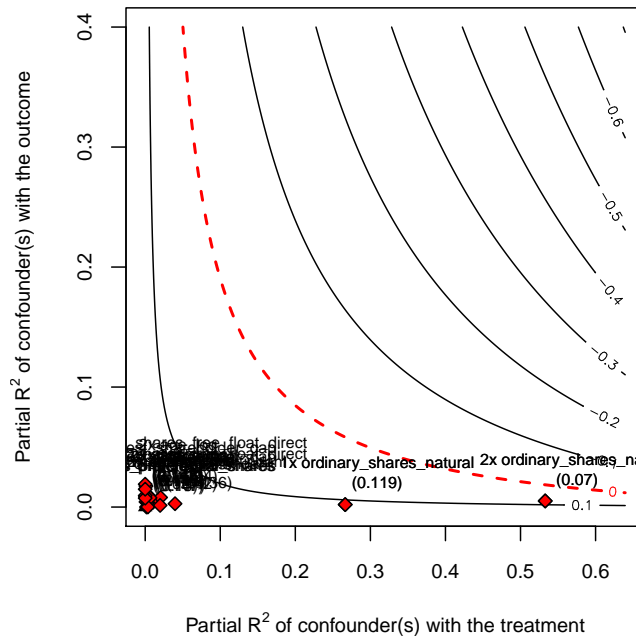 Partial R² of confounder(s) with the outcome
0.4
0.3
0.2
0.1
0.0
−0.6
−0.5
−0.4
−0.3
−0.2
0
0.1
shares_free_float_direct
1x ordinary_shares_natural
(0.119)
2x ordinary_shares_na
(0.07)
0.0 0.1 0.2 0.3 0.4 0.5 0.6
Partial R² of confounder(s) with the treatment